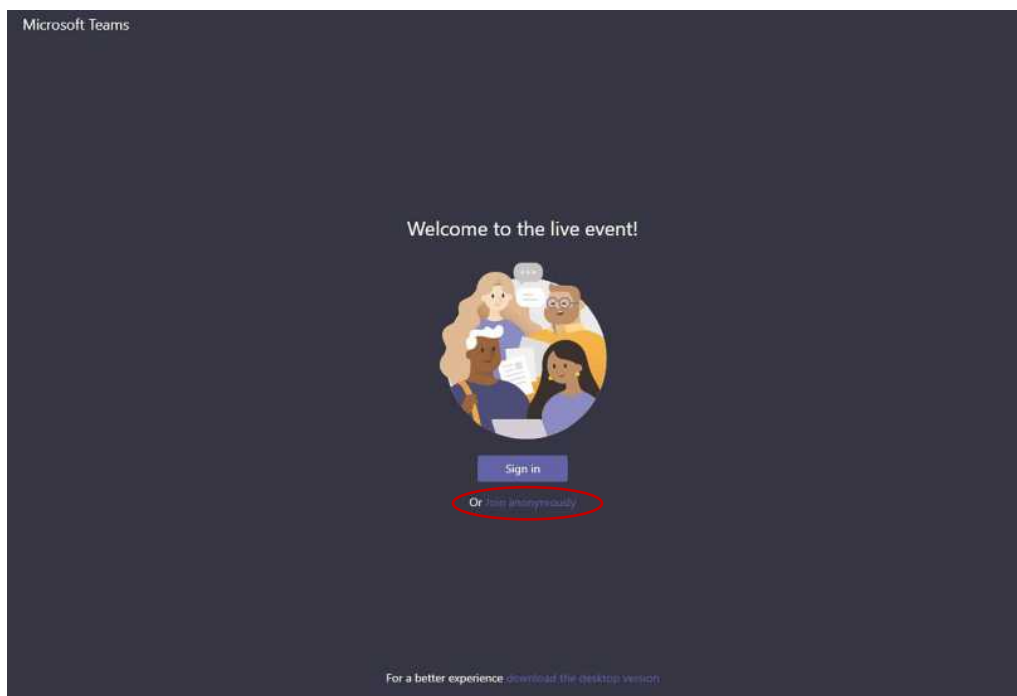 Microsoft Teams
Welcome to the live event!
Sign in
Or Join anonymously
For a better experience download the desktop version